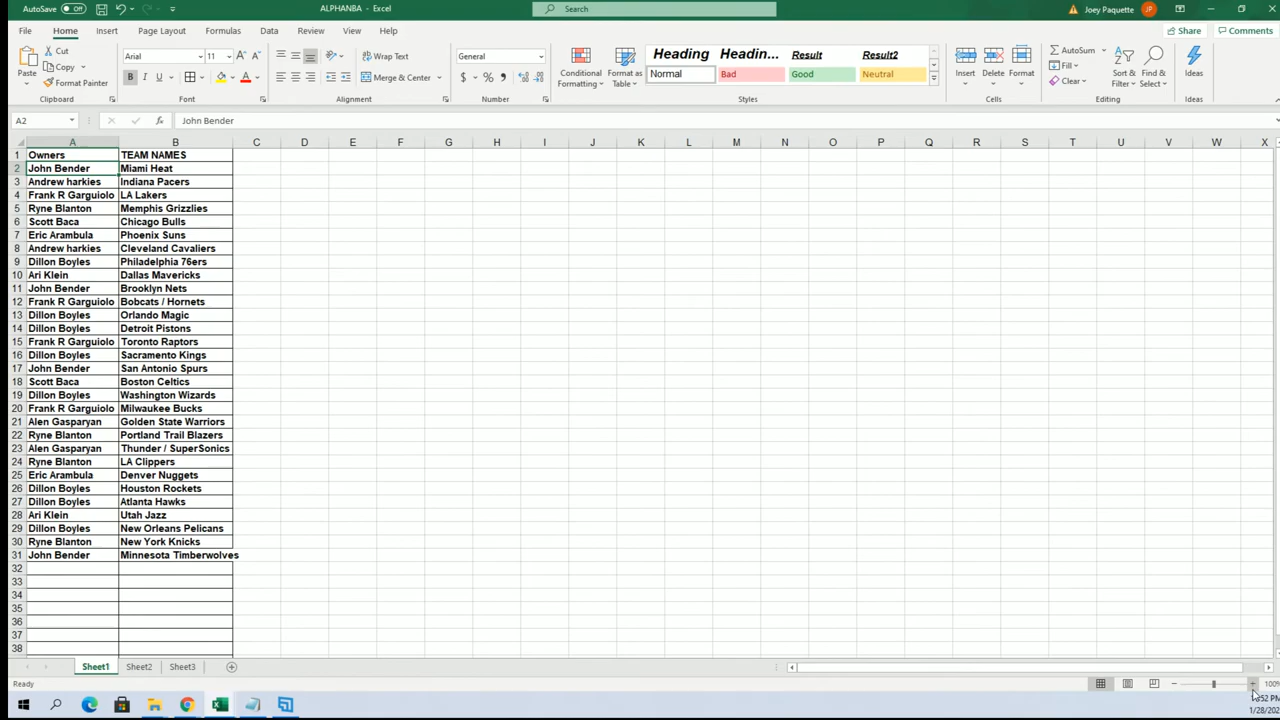 AutoSave Off ALPHANBA - Excel Search Joey Paquette JP
File Home Insert Page Layout Formulas Data Review View Help Share Comments
Cut
Copy
Format Painter
Paste
Clipboard
Arial 11
B I U
Font
Wrap Text
Merge & Center
Alignment
General
$ % ,
Number
Conditional Formatting
Format as Table
Heading Headin... Result Result2
Normal Bad Good Neutral
Styles
Insert Delete Format
Cells
AutoSum
Fill
Clear
Sort & Filter
Find & Select
Editing
Ideas
Ideas
A2 John Bender
A B C D E F G H I J K L M N O P Q R S T U V W X
1 Owners TEAM NAMES
2 John Bender Miami Heat
3 Andrew harkies Indiana Pacers
4 Frank R Garguiolo LA Lakers
5 Ryne Blanton Memphis Grizzlies
6 Scott Baca Chicago Bulls
7 Eric Arambula Phoenix Suns
8 Andrew harkies Cleveland Cavaliers
9 Dillon Boyles Philadelphia 76ers
10 Ari Klein Dallas Mavericks
11 John Bender Brooklyn Nets
12 Frank R Garguiolo Bobcats / Hornets
13 Dillon Boyles Orlando Magic
14 Dillon Boyles Detroit Pistons
15 Frank R Garguiolo Toronto Raptors
16 Dillon Boyles Sacramento Kings
17 John Bender San Antonio Spurs
18 Scott Baca Boston Celtics
19 Dillon Boyles Washington Wizards
20 Frank R Garguiolo Milwaukee Bucks
21 Alen Gasparyan Golden State Warriors
22 Ryne Blanton Portland Trail Blazers
23 Alen Gasparyan Thunder / SuperSonics
24 Ryne Blanton LA Clippers
25 Eric Arambula Denver Nuggets
26 Dillon Boyles Houston Rockets
27 Dillon Boyles Atlanta Hawks
28 Ari Klein Utah Jazz
29 Dillon Boyles New Orleans Pelicans
30 Ryne Blanton New York Knicks
31 John Bender Minnesota Timberwolves
32
33
34
35
36
37
38
Sheet1 Sheet2 Sheet3
Ready 100%